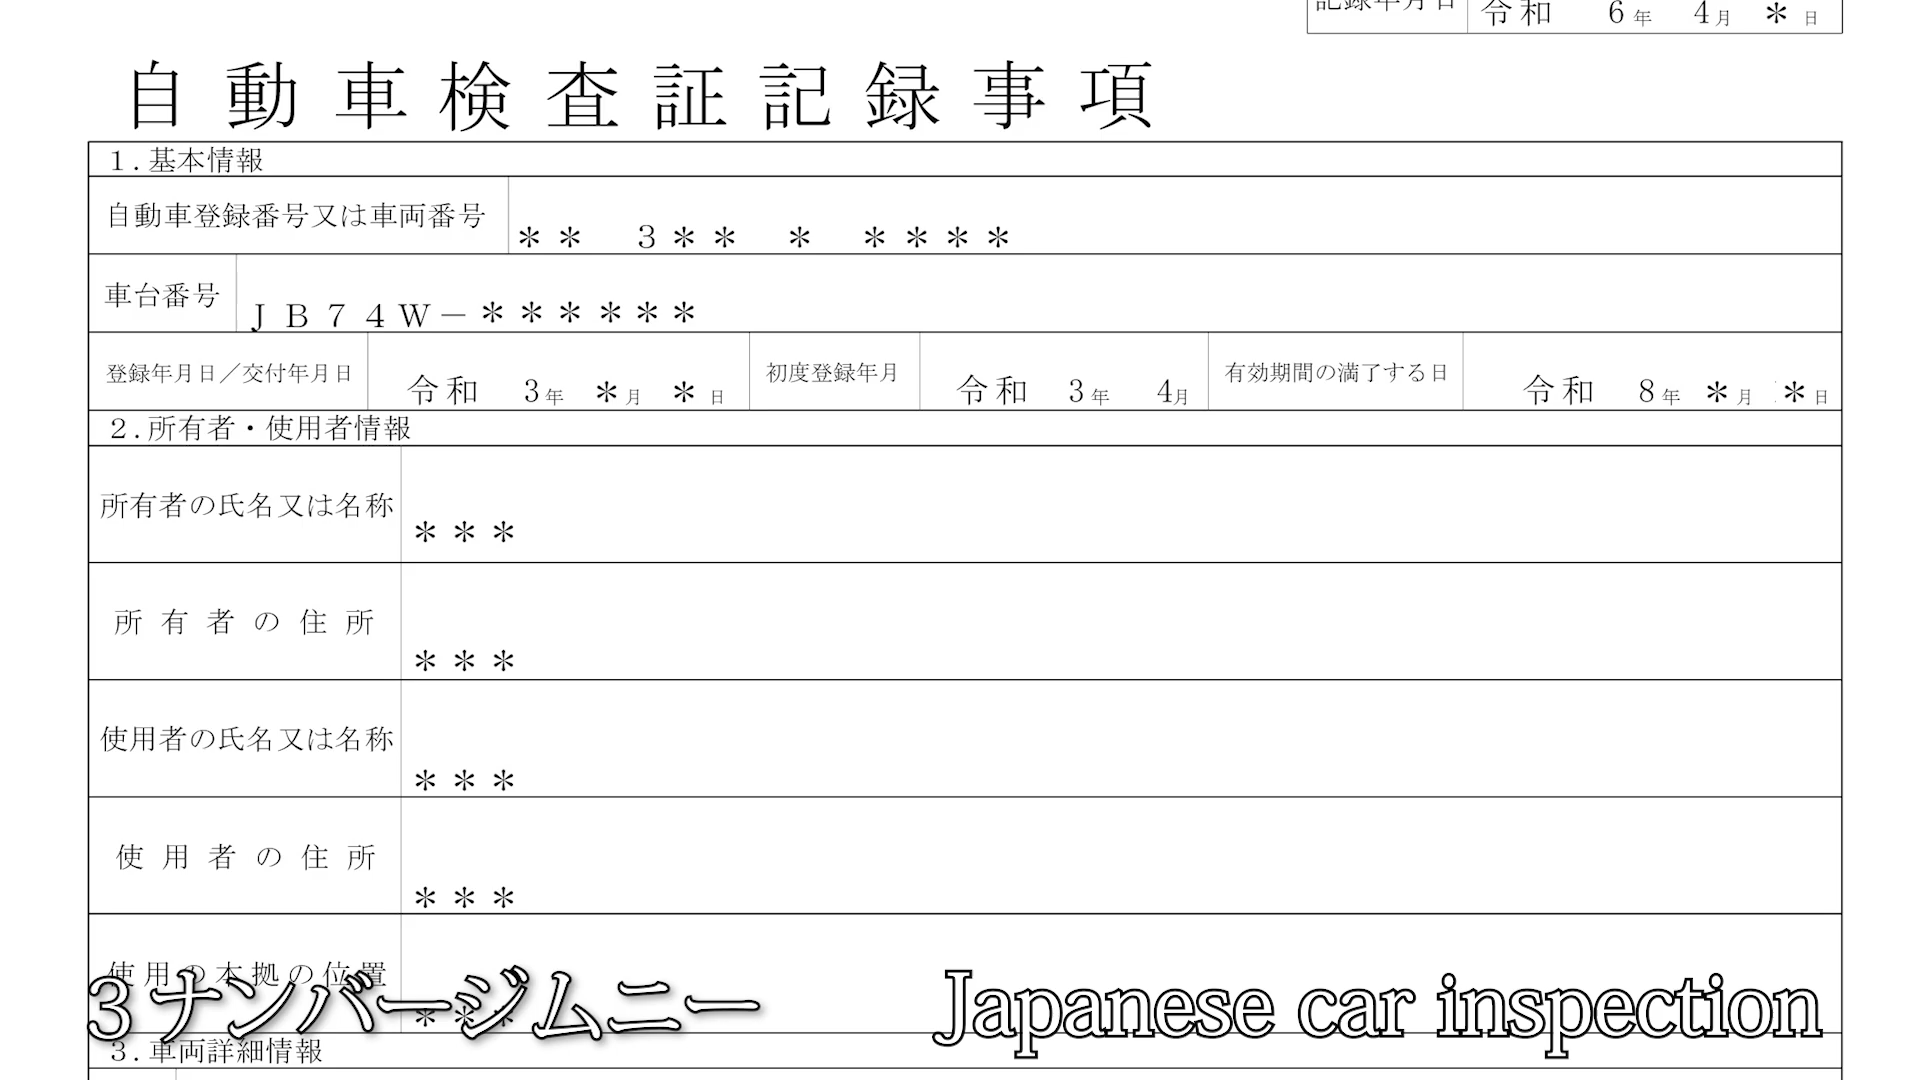 記録年月日 令和 6年 4月 *日
自動車検査証記録事項
1.基本情報
自動車登録番号又は車両番号 ** 3** * ****
車台番号 JB74W-******
登録年月日/交付年月日 令和 3年 *月 *日 初度登録年月 令和 3年 4月 有効期間の満了する日 令和 8年 *月 *日
2.所有者・使用者情報
所有者の氏名又は名称 ***
所有者の住所 ***
使用者の氏名又は名称 ***
使用者の住所 ***
使用の本拠の位置 ***
3ナンバージムニー Japanese car inspection
3.車両詳細情報